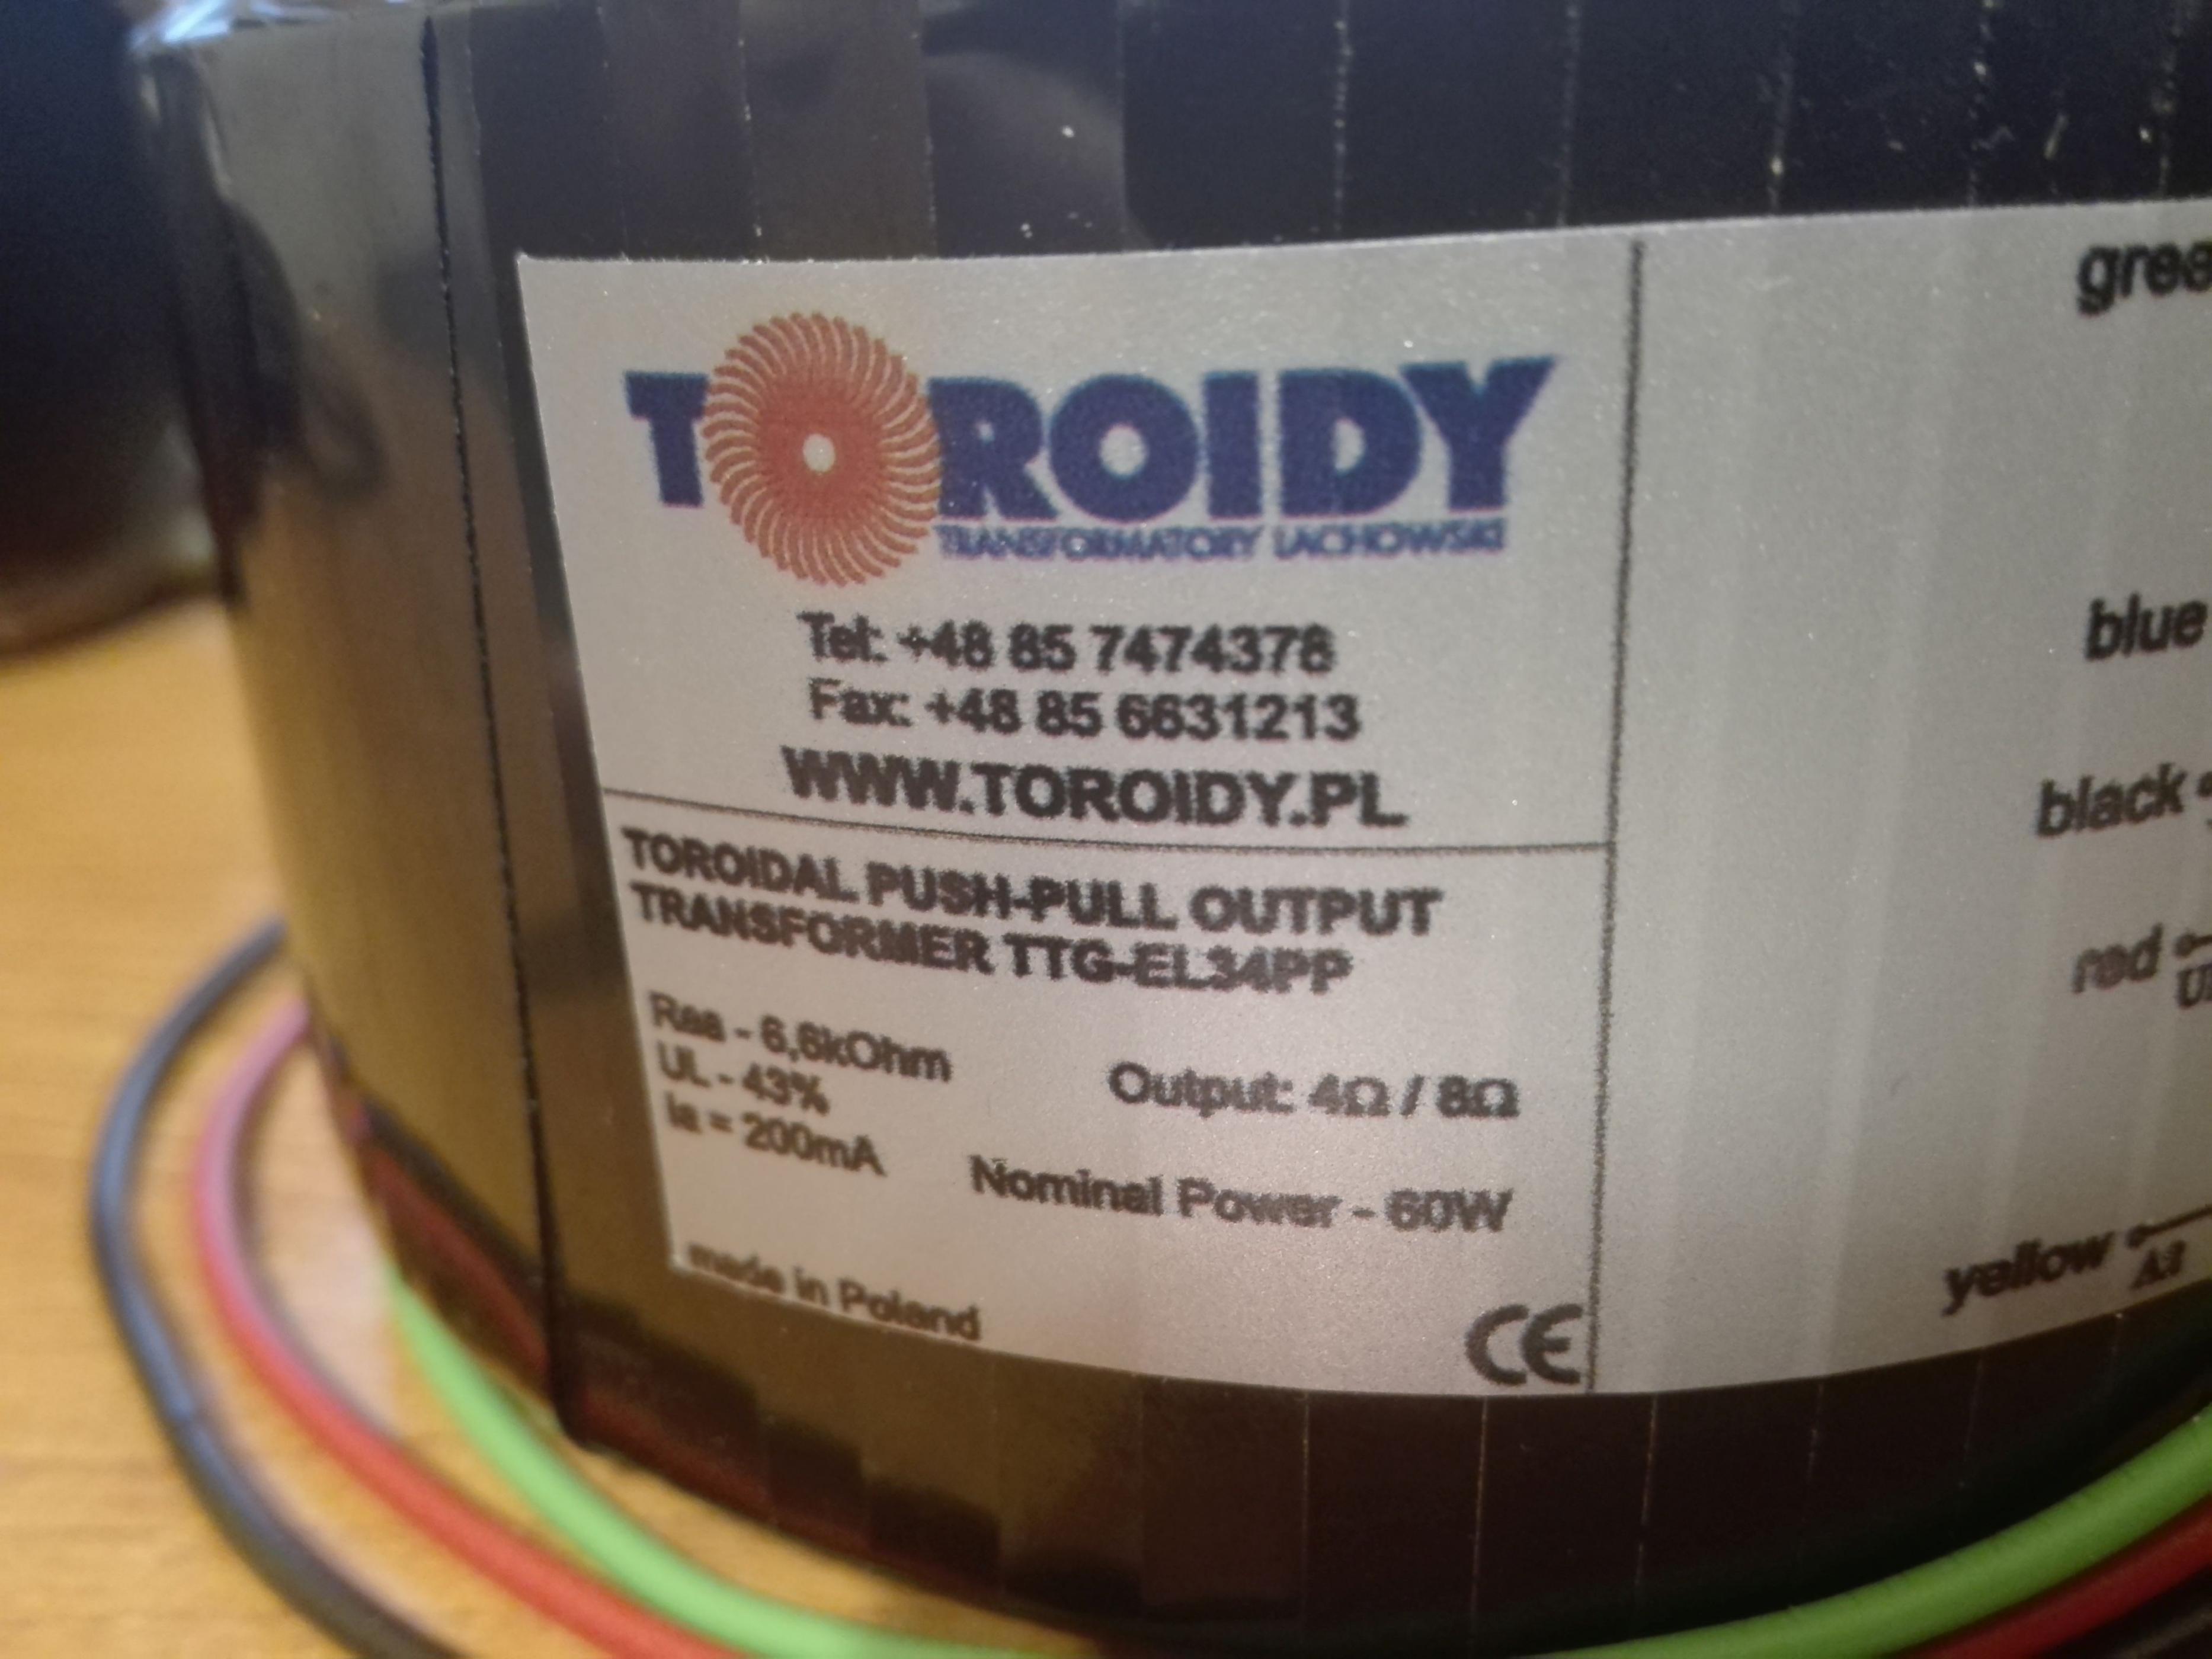 TOROIDY
TRANSFORMATORY LACHOWSKI
Tel: +48 85 7474378
Fax: +48 85 6631213
WWW.TOROIDY.PL
TOROIDAL PUSH-PULL OUTPUT
TRANSFORMER TTG-EL34PP
Raa - 6,6kOhm
UL - 43%
Ia = 200mA
Output: 4Ω / 8Ω
Nominal Power - 60W
made in Poland
CE
blue
black
red
yellow